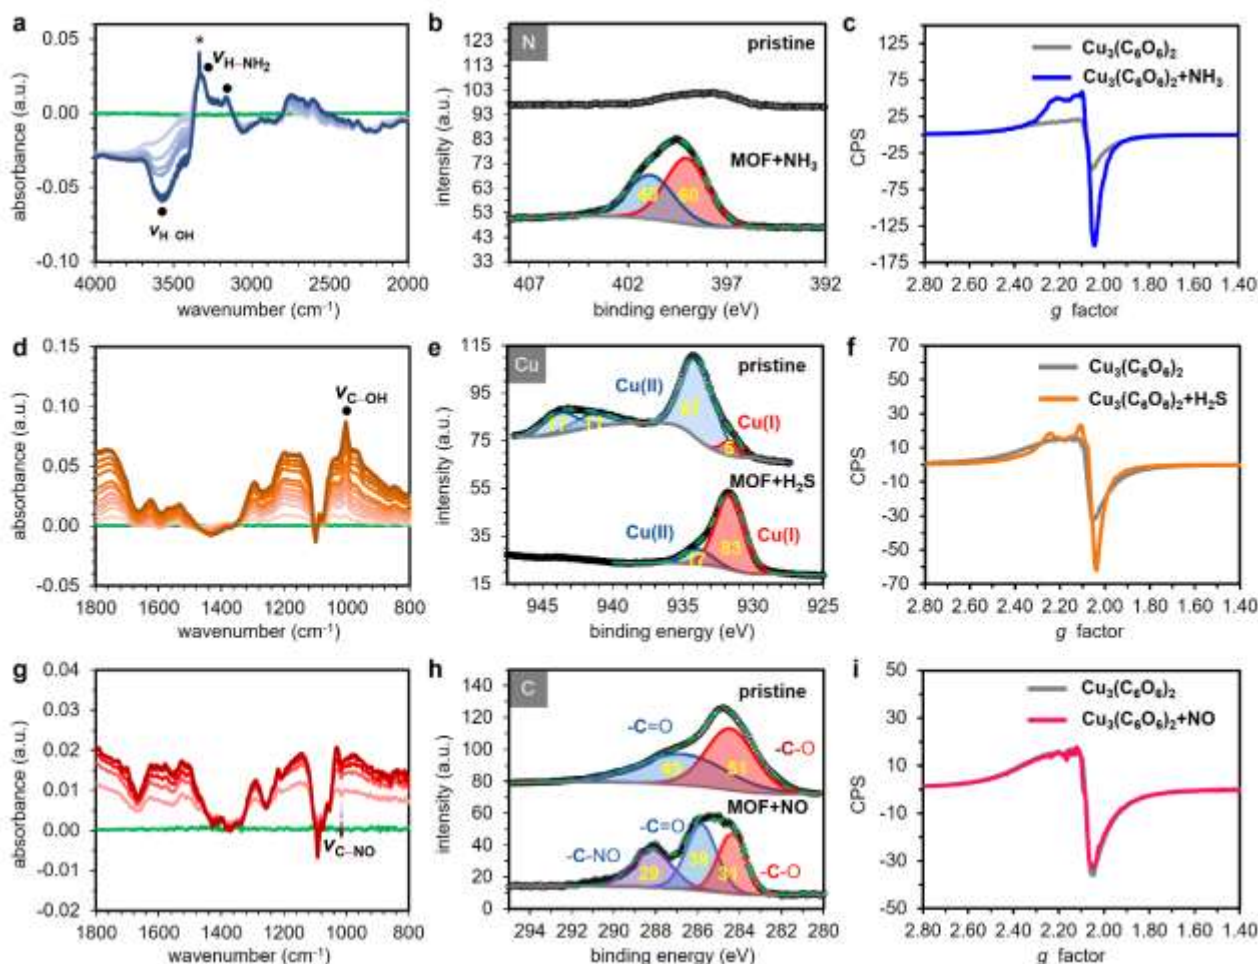 a
0.05
0.00
-0.05
-0.10
absorbance (a.u.)
*
νH–NH₂
νH OH
4000 3500 3000 2500 2000
wavenumber (cm⁻¹)
b
N
pristine
123
113
103
93
83
73
63
53
43
33
intensity (a.u.)
MOF+NH₃
40 60
407 402 397 392
binding energy (eV)
c
125
75
25
-25
-75
-125
-175
CPS
Cu₃(C₆O₆)₂
Cu₃(C₆O₆)₂+NH₃
2.80 2.60 2.40 2.20 2.00 1.80 1.60 1.40
g factor
d
0.15
0.10
0.05
0.00
-0.05
absorbance (a.u.)
νC–OH
1800 1600 1400 1200 1000 800
wavenumber (cm⁻¹)
e
Cu
pristine
115
95
75
55
35
15
intensity (a.u.)
Cu(II)
Cu(I)
17 11 5
MOF+H₂S
Cu(II)
Cu(I)
17 83
945 940 935 930 925
binding energy (eV)
f
70
50
30
10
-10
-30
-50
-70
CPS
Cu₃(C₆O₆)₂
Cu₃(C₆O₆)₂+H₂S
2.80 2.60 2.40 2.20 2.00 1.80 1.60 1.40
g factor
g
0.04
0.03
0.02
0.01
0.00
-0.01
-0.02
absorbance (a.u.)
νC–NO
1800 1600 1400 1200 1000 800
wavenumber (cm⁻¹)
h
C
pristine
140
120
100
80
60
40
20
0
intensity (a.u.)
-C=O
-C-O
MOF+NO
-C=O
-C-NO
-C-O
29
294 292 290 288 286 284 282 280
binding energy (eV)
i
50
30
10
-10
-30
-50
CPS
Cu₃(C₆O₆)₂
Cu₃(C₆O₆)₂+NO
2.80 2.60 2.40 2.20 2.00 1.80 1.60 1.40
g factor